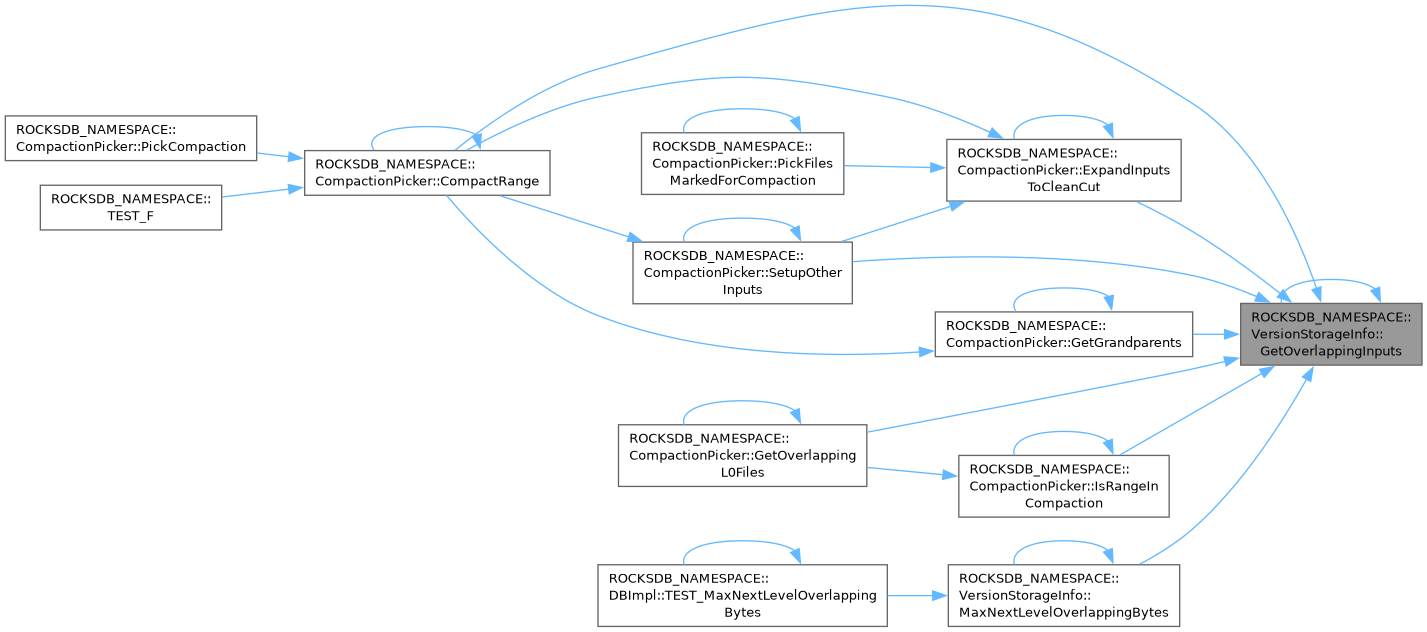 ROCKSDB_NAMESPACE::
CompactionPicker::PickCompaction
ROCKSDB_NAMESPACE::
TEST_F
ROCKSDB_NAMESPACE::
CompactionPicker::CompactRange
ROCKSDB_NAMESPACE::
CompactionPicker::PickFiles
MarkedForCompaction
ROCKSDB_NAMESPACE::
CompactionPicker::SetupOther
Inputs
ROCKSDB_NAMESPACE::
CompactionPicker::GetOverlapping
L0Files
ROCKSDB_NAMESPACE::
DBImpl::TEST_MaxNextLevelOverlapping
Bytes
ROCKSDB_NAMESPACE::
CompactionPicker::ExpandInputs
ToCleanCut
ROCKSDB_NAMESPACE::
CompactionPicker::GetGrandparents
ROCKSDB_NAMESPACE::
CompactionPicker::IsRangeIn
Compaction
ROCKSDB_NAMESPACE::
VersionStorageInfo::
MaxNextLevelOverlappingBytes
ROCKSDB_NAMESPACE::
VersionStorageInfo::
GetOverlappingInputs